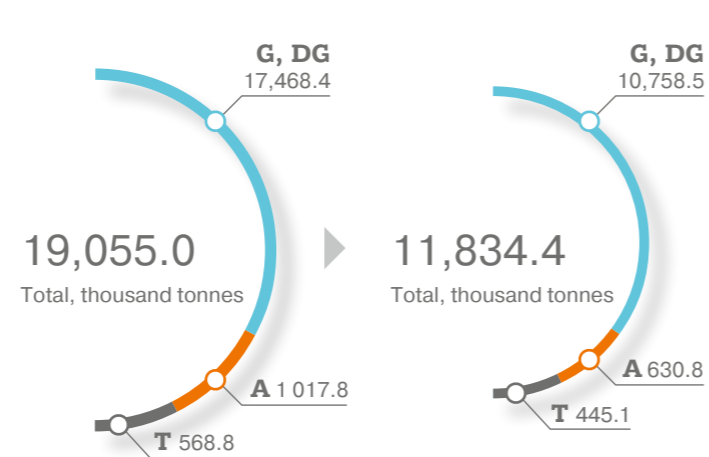 G, DG
17,468.4
19,055.0
Total, thousand tonnes
A 1 017.8
T 568.8
G, DG
10,758.5
11,834.4
Total, thousand tonnes
A 630.8
T 445.1